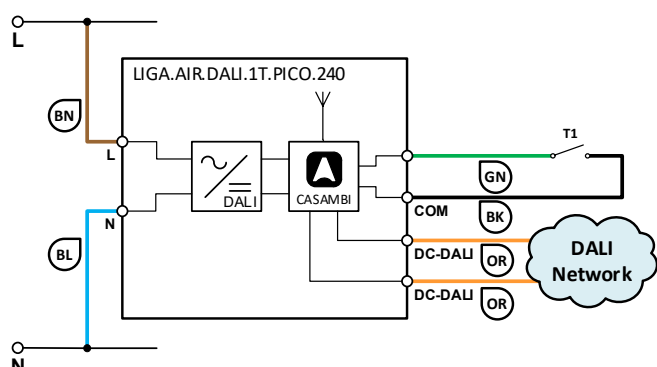 L
LIGA.AIR.DALI.1T.PICO.240
BN
L
T1
GN
DALI
CASAMBI
N
COM
BK
BL
DC-DALI
OR
DALI
Network
DC-DALI
OR
N